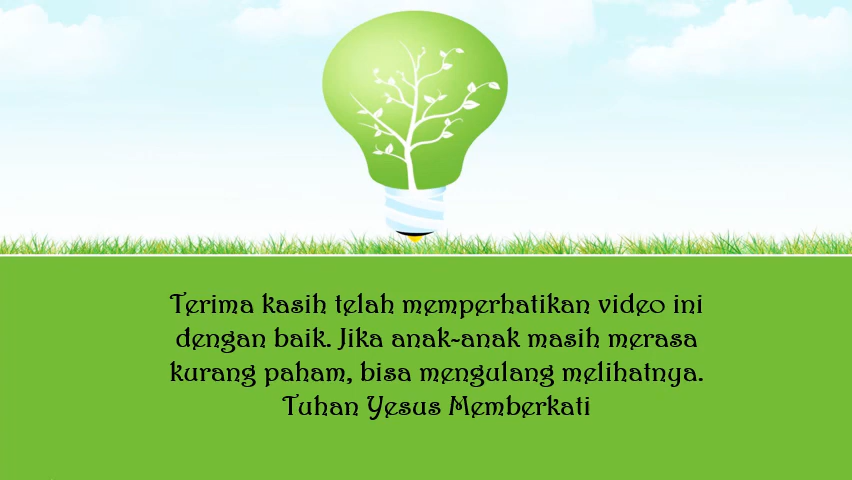 Terima kasih telah memperhatikan video ini
dengan baik. Jika anak-anak masih merasa
kurang paham, bisa mengulang melihatnya.
Tuhan Yesus Memberkati